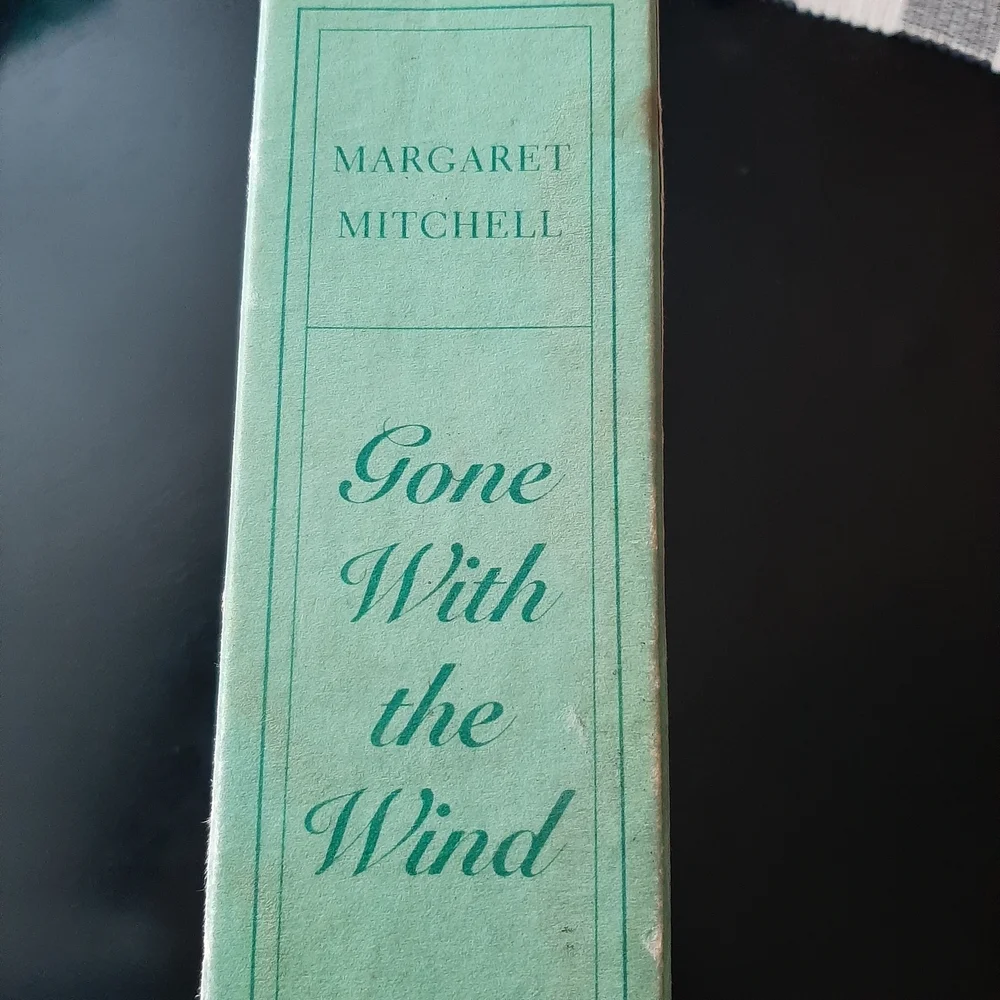 MARGARET
MITCHELL
Gone
With
the
Wind